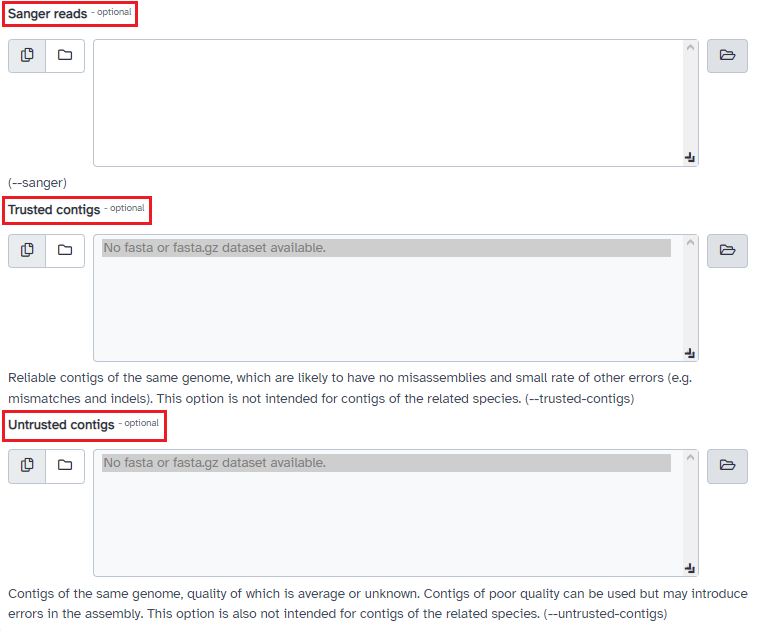 Sanger reads - optional
(--sanger)
Trusted contigs - optional
No fasta or fasta.gz dataset available.
Reliable contigs of the same genome, which are likely to have no misassemblies and small rate of other errors (e.g.
mismatches and indels). This option is not intended for contigs of the related species. (--trusted-contigs)
Untrusted contigs - optional
No fasta or fasta.gz dataset available.
Contigs of the same genome, quality of which is average or unknown. Contigs of poor quality can be used but may introduce
errors in the assembly. This option is also not intended for contigs of the related species. (--untrusted-contigs)